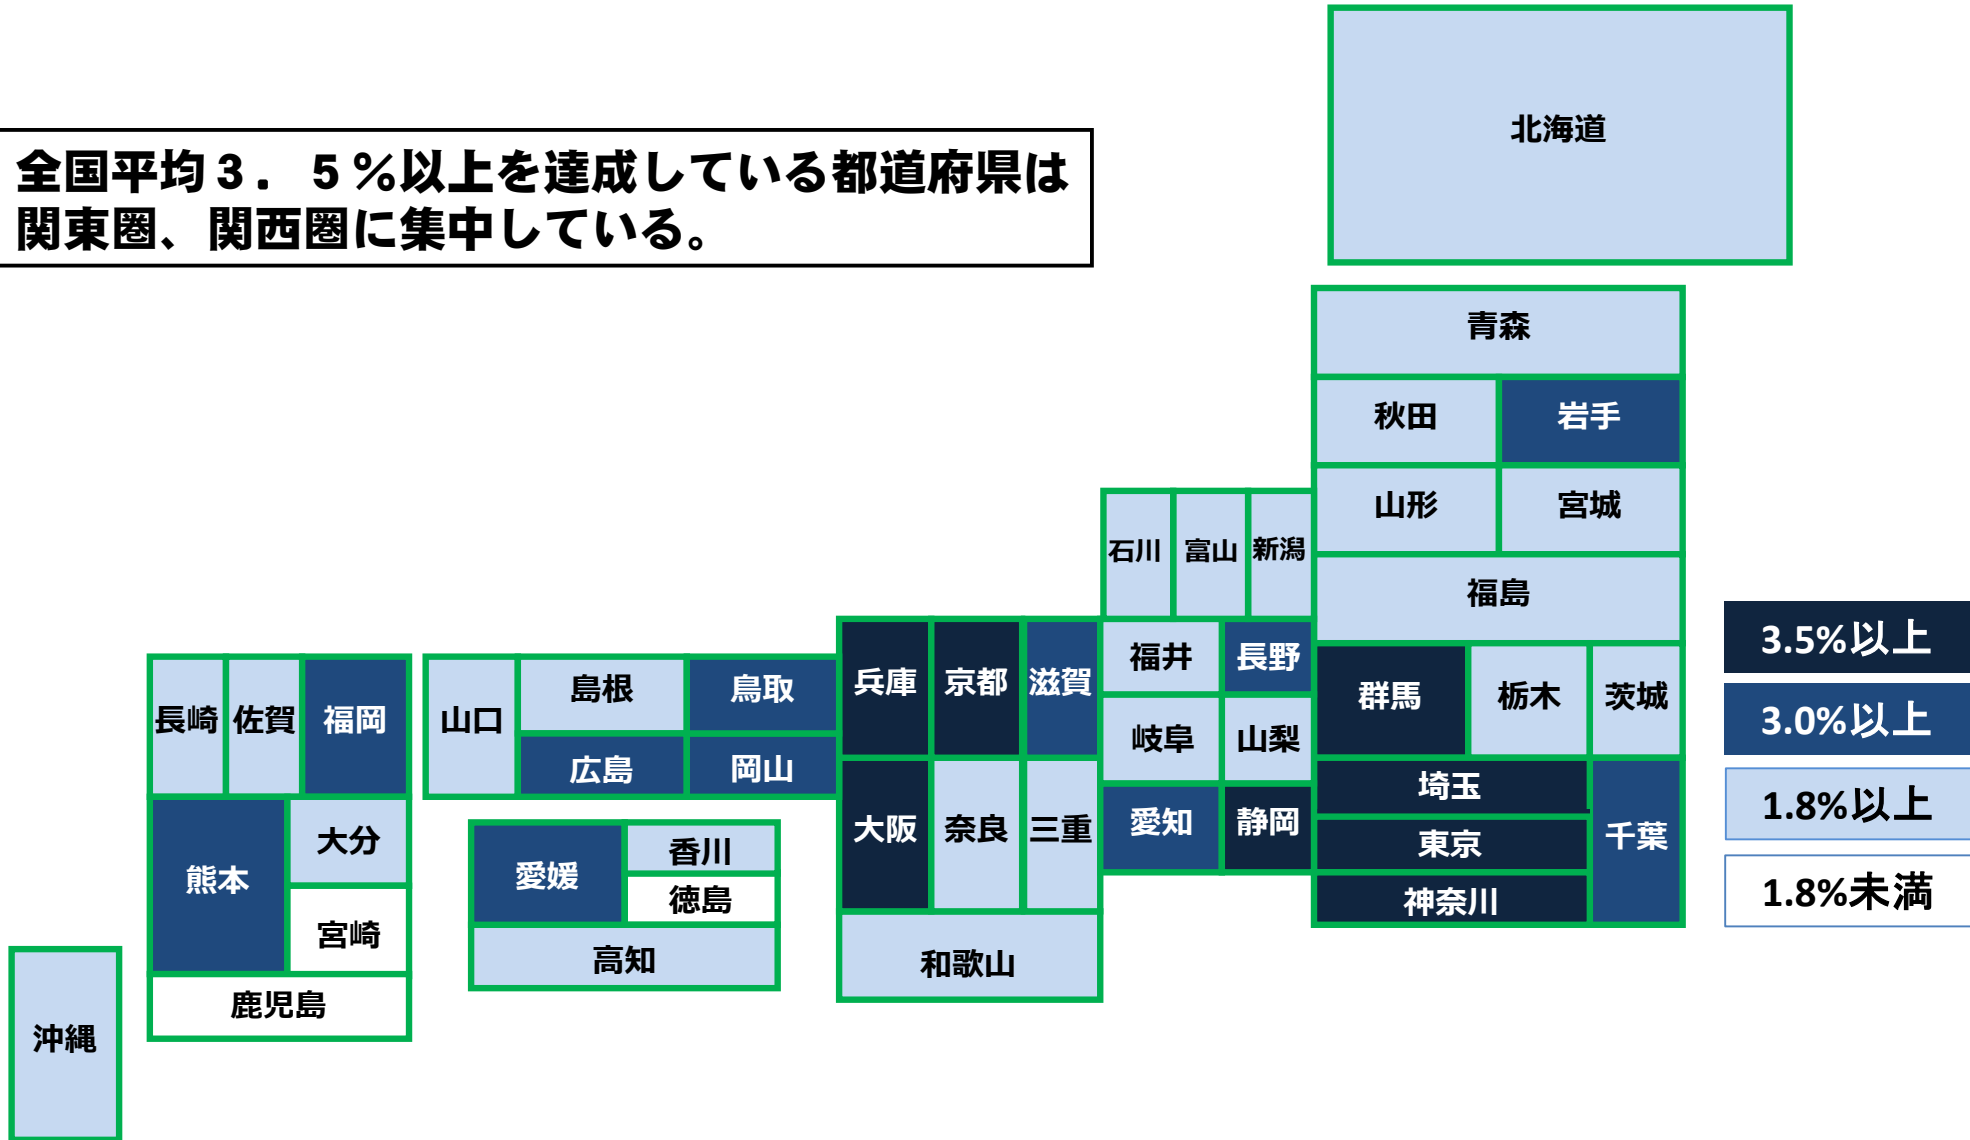 北海道
全国平均３．５％以上を達成している都道府県は
関東圏、関西圏に集中している。
青森
秋田 岩手
山形 宮城
石川 富山 新潟
福島
福井 長野
兵庫 京都 滋賀
群馬 栃木 茨城
長崎 佐賀 福岡
山口 島根 鳥取
岐阜 山梨
広島 岡山
埼玉
大阪 奈良 三重
愛知 静岡
東京 千葉
神奈川
熊本 大分
愛媛 香川
徳島
宮崎
高知
和歌山
鹿児島
沖縄
3.5%以上
3.0%以上
1.8%以上
1.8%未満